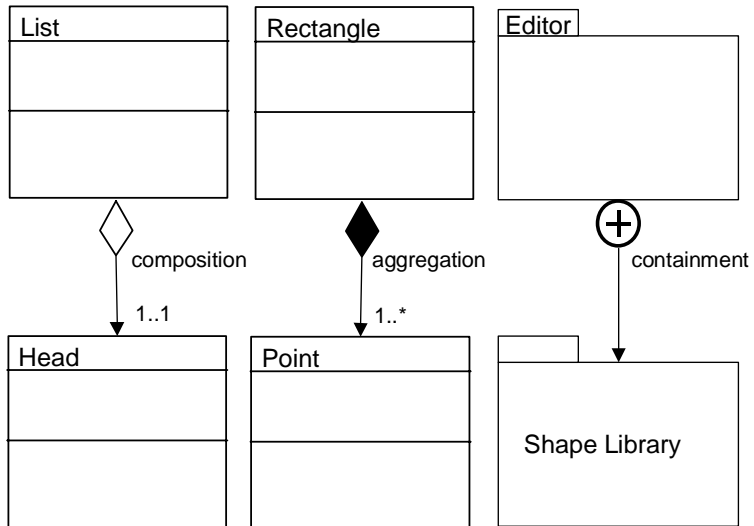 List
Rectangle
Editor
composition
aggregation
containment
1..1
1..*
Head
Point
Shape Library